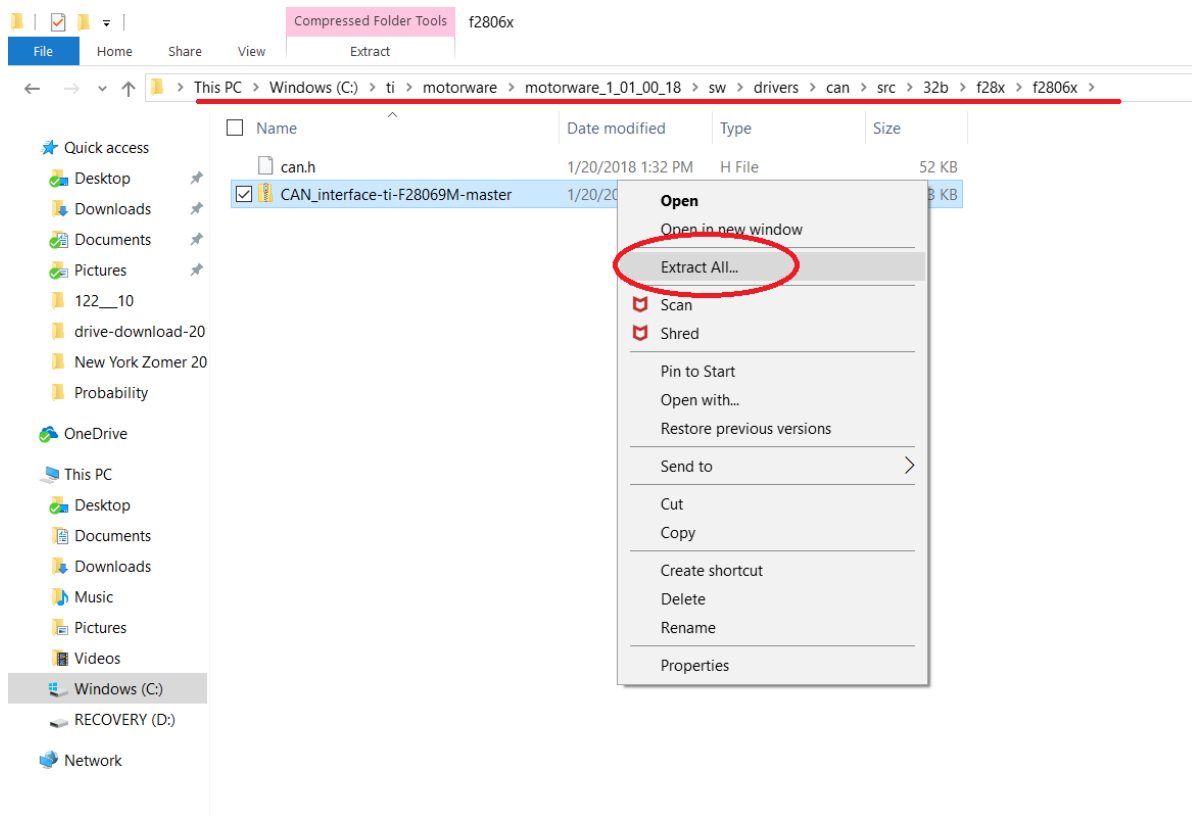 Compressed Folder Tools f2806x
File Home Share View Extract
This PC > Windows (C:) > ti > motorware > motorware_1_01_00_18 > sw > drivers > can > src > 32b > f28x > f2806x >
Name Date modified Type Size
can.h 1/20/2018 1:32 PM H File 52 KB
CAN_interface-ti-F28069M-master 1/20/20 KB
Quick access
Desktop
Downloads
Documents
Pictures
122__10
drive-download-20
New York Zomer 20
Probability
OneDrive
This PC
Desktop
Documents
Downloads
Music
Pictures
Videos
Windows (C:)
RECOVERY (D:)
Network
Open
Open in new window
Extract All...
Scan
Shred
Pin to Start
Open with...
Restore previous versions
Send to
Cut
Copy
Create shortcut
Delete
Rename
Properties